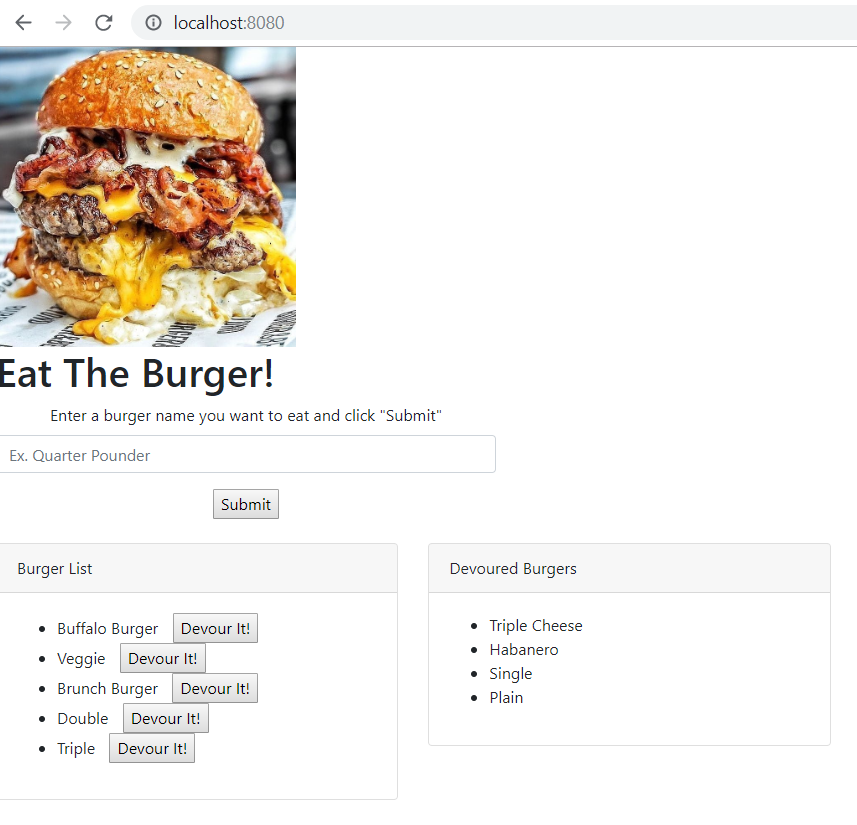 localhost:8080
Eat The Burger!
Enter a burger name you want to eat and click "Submit"
Ex. Quarter Pounder
Submit
Burger List
Buffalo Burger Devour It!
Veggie Devour It!
Brunch Burger Devour It!
Double Devour It!
Triple Devour It!
Devoured Burgers
Triple Cheese
Habanero
Single
Plain